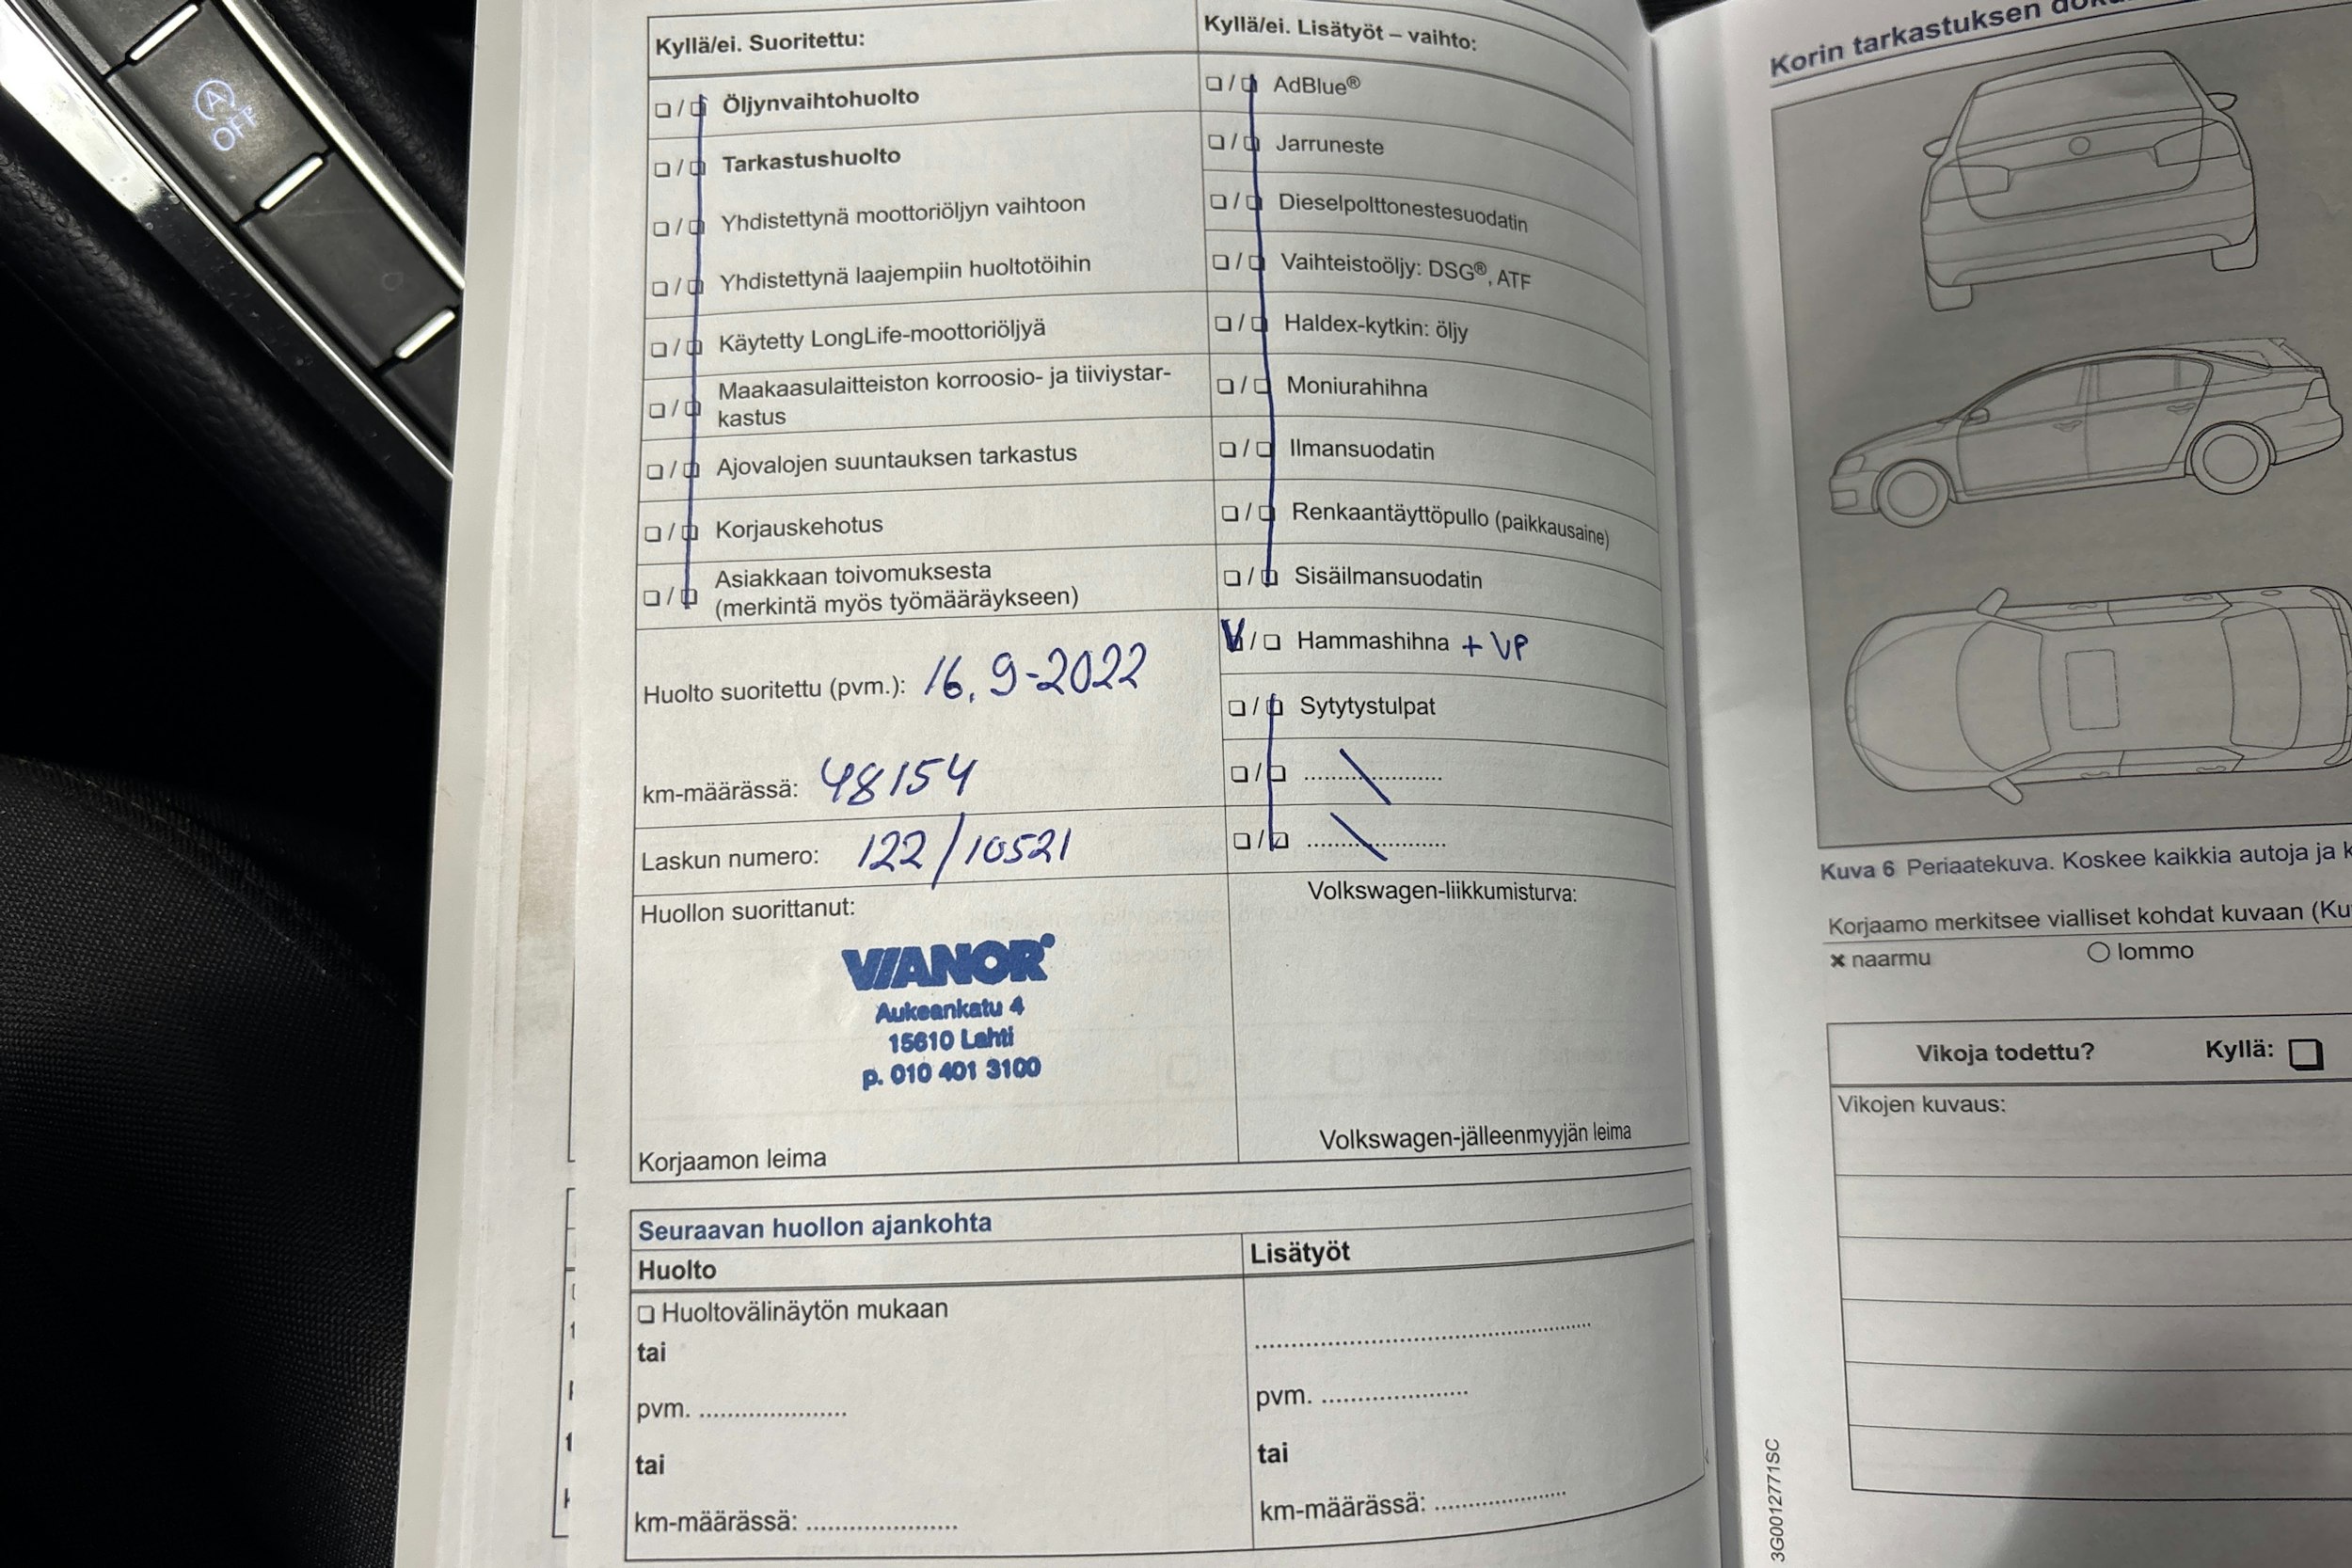 A
OFF
Kyllä/ei. Suoritettu:
❑ / ❑ Öljynvaihtohuolto
❑ / ❑ Tarkastushuolto
❑ / ❑ Yhdistettynä moottoriöljyn vaihtoon
❑ / ❑ Yhdistettynä laajempiin huoltotöihin
❑ / ❑ Käytetty LongLife-moottoriöljyä
❑ / ❑ Maakaasulaitteiston korroosio- ja tiiviystar-
kastus
❑ / ❑ Ajovalojen suuntauksen tarkastus
❑ / ❑ Korjauskehotus
❑ / ❑ Asiakkaan toivomuksesta
(merkintä myös työmääräykseen)
Huolto suoritettu (pvm.): 16.9-2022
km-määrässä: 48154
Laskun numero: 122/10521
Huollon suorittanut:
VIANOR
Aukeankatu 4
15610 Lahti
p. 010 401 3100
Korjaamon leima
Kyllä/ei. Lisätyöt – vaihto:
❑ / ❑ AdBlue®
❑ / ❑ Jarruneste
❑ / ❑ Dieselpolttonestesuodatin
❑ / ❑ Vaihteistoöljy: DSG®, ATF
❑ / ❑ Haldex-kytkin: öljy
❑ / ❑ Moniurahihna
❑ / ❑ Ilmansuodatin
❑ / ❑ Renkaantäyttöpullo (paikkausaine)
❑ / ❑ Sisäilmansuodatin
V / ❑ Hammashihna + VP
❑ / ❑ Sytytystulpat
❑ / ❑ ........................
❑ / ❑ ........................
Volkswagen-liikkumisturva:
Volkswagen-jälleenmyyjän leima
Seuraavan huollon ajankohta
Huolto
❑ Huoltovälinäytön mukaan
tai
pvm. ......................
tai
km-määrässä: ......................
Lisätyöt
..................................................
pvm. ......................
tai
km-määrässä: ....................
Korin tarkastuksen
Kuva 6 Periaatekuva. Koskee kaikkia autoja ja
Korjaamo merkitsee vialliset kohdat kuvaan (Ku
× naarmu ○ lommo
Vikoja todettu? Kyllä: ❑
Vikojen kuvaus:
3G0012771SC